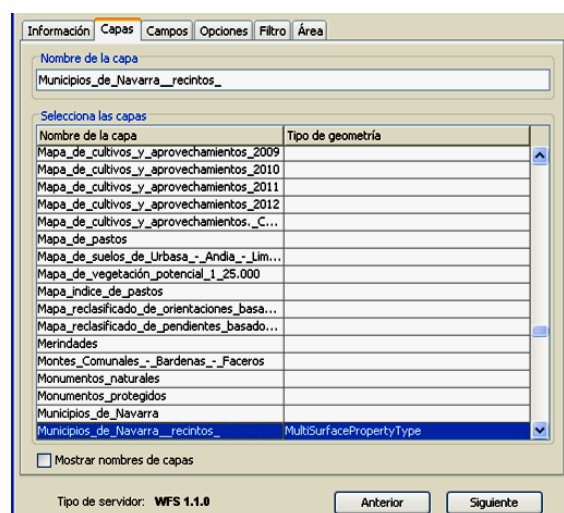 Información Capas Campos Opciones Filtro Área
Nombre de la capa
Municipios_de_Navarra__recintos_
Selecciona las capas
Nombre de la capa Tipo de geometría
Mapa_de_cultivos_y_aprovechamientos_2009
Mapa_de_cultivos_y_aprovechamientos_2010
Mapa_de_cultivos_y_aprovechamientos_2011
Mapa_de_cultivos_y_aprovechamientos_2012
Mapa_de_cultivos_y_aprovechamientos._C...
Mapa_de_pastos
Mapa_de_suelos_de_Urbasa_-_Andia_-_Lim...
Mapa_de_vegetación_potencial_1_25.000
Mapa_indice_de_pastos
Mapa_reclasificado_de_orientaciones_basa...
Mapa_reclasificado_de_pendientes_basado...
Merindades
Montes_Comunales_-_Bardenas_-_Faceros
Monumentos_naturales
Monumentos_protegidos
Municipios_de_Navarra
Municipios_de_Navarra__recintos_ MultiSurfacePropertyType
Mostrar nombres de capas
Tipo de servidor: WFS 1.1.0 Anterior Siguiente